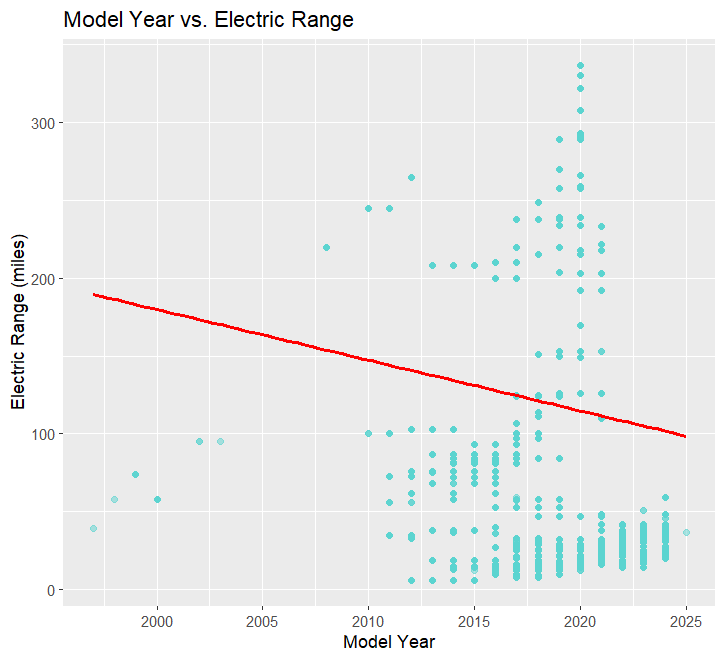 Model Year vs. Electric Range
Electric Range (miles)
300
200
100
0
2000 2005 2010 2015 2020 2025
Model Year